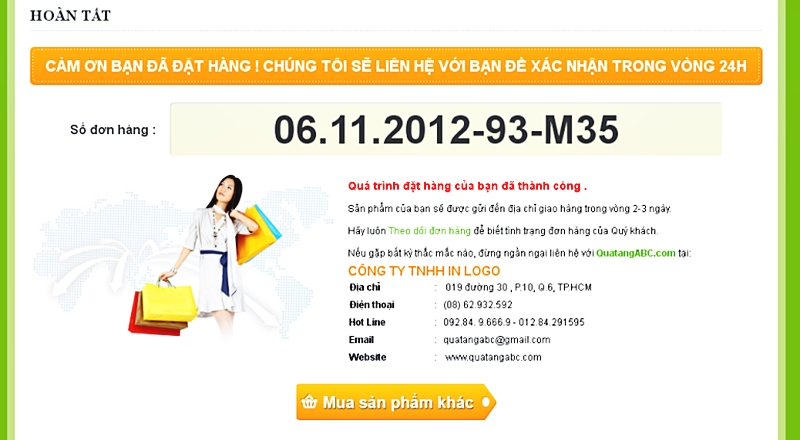 HOÀN TẤT
CẢM ƠN BẠN ĐÃ ĐẶT HÀNG ! CHÚNG TÔI SẼ LIÊN HỆ VỚI BẠN ĐỂ XÁC NHẬN TRONG VÒNG 24H
Số đơn hàng : 06.11.2012-93-M35
Quá trình đặt hàng của bạn đã thành công .
Sản phẩm của bạn sẽ được gửi đến địa chỉ giao hàng trong vòng 2-3 ngày.
Hãy luôn Theo dõi đơn hàng để biết tình trạng đơn hàng của Quý khách.
Nếu gặp bất kỳ thắc mắc nào, đừng ngần ngại liên hệ với QuatangABC.com tại:
CÔNG TY TNHH IN LOGO
Địa chỉ : 019 đường 30 , P.10, Q.6, TP.HCM
Điện thoại : (08) 62.932.592
Hot Line : 092.84. 9.666.9 - 012.84.291595
Email : quatangabc@gmail.com
Website : www.quatangabc.com
Mua sản phẩm khác